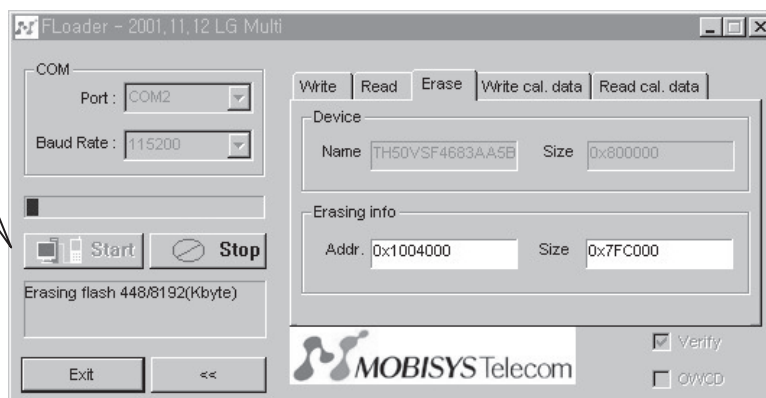 FLoader - 2001,11,12 LG Multi
COM
Port : COM2
Baud Rate : 115200
Start Stop
Erasing flash 448/8192(Kbyte)
Exit <<
Write Read Erase Write cal. data Read cal. data
Device
Name TH50VSF4683AA5B Size 0x800000
Erasing info
Addr. 0x1004000 Size 0x7FC000
MOBISYS Telecom
Verify
OWCD